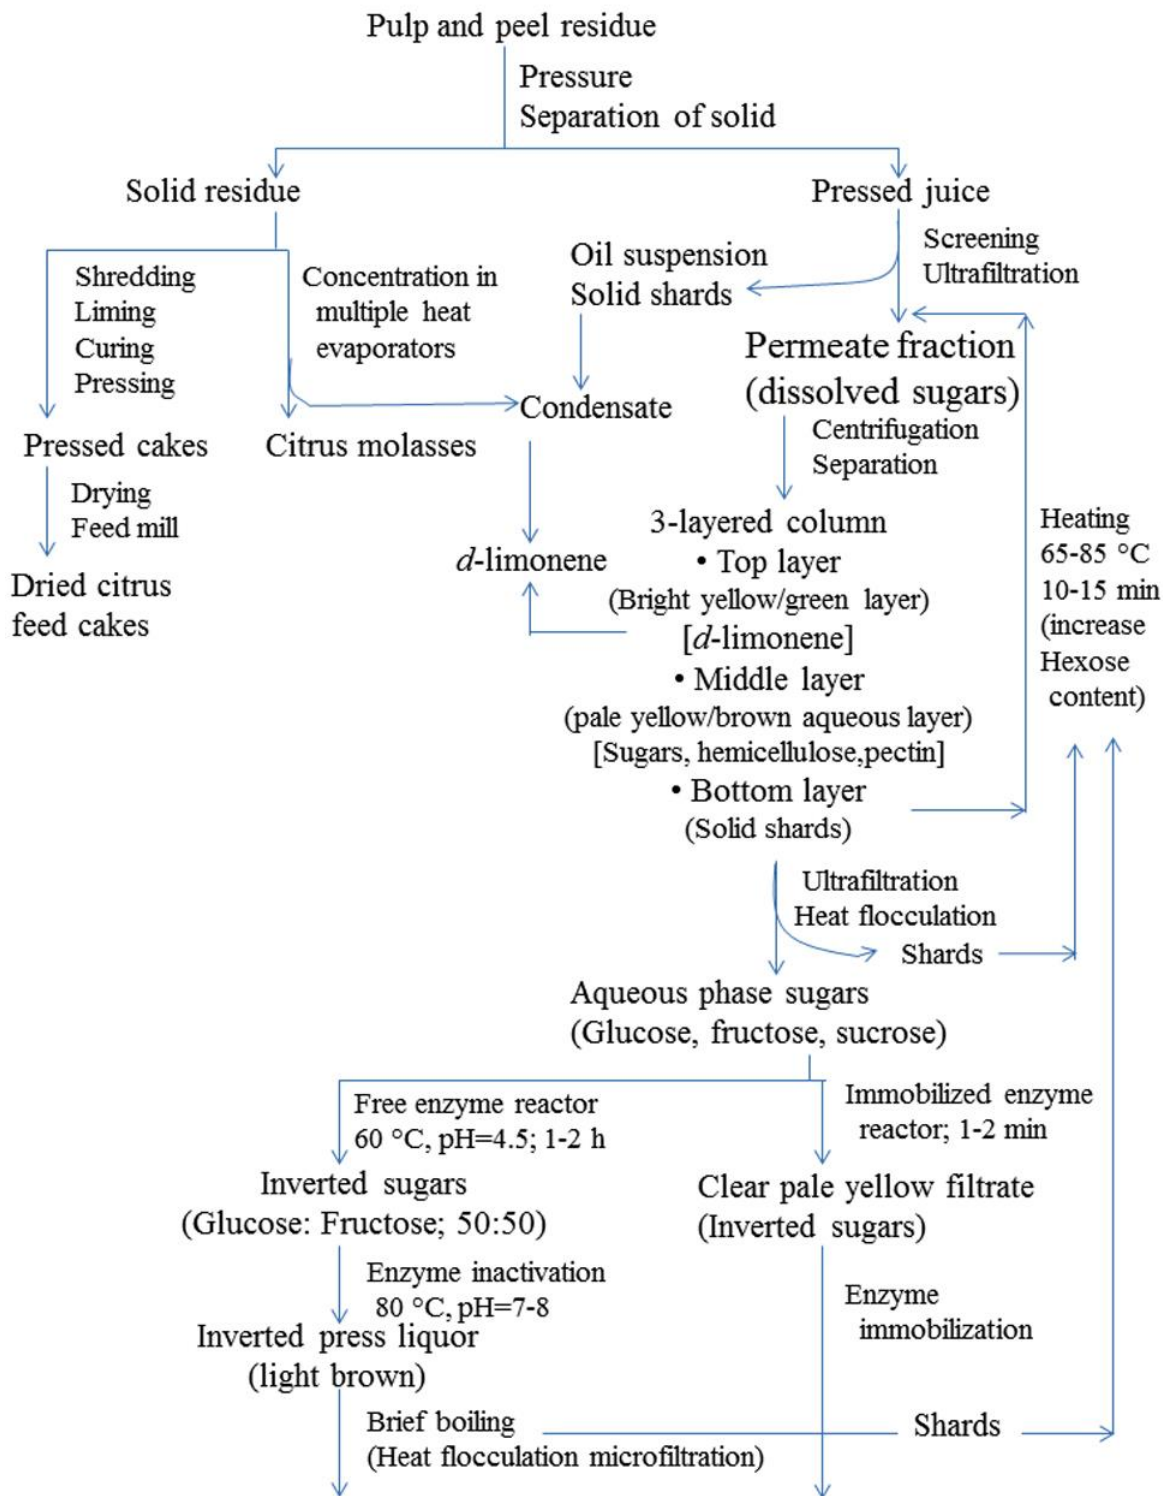 Pulp and peel residue
Pressure
Separation of solid
Solid residue
Pressed juice
Shredding
Liming
Curing
Pressing
Concentration in
multiple heat
evaporators
Oil suspension
Solid shards
Screening
Ultrafiltration
Permeate fraction
(dissolved sugars)
Condensate
Pressed cakes
Citrus molasses
Centrifugation
Separation
Drying
Feed mill
Dried citrus
feed cakes
d-limonene
3-layered column
• Top layer
(Bright yellow/green layer)
[d-limonene]
• Middle layer
(pale yellow/brown aqueous layer)
[Sugars, hemicellulose,pectin]
• Bottom layer
(Solid shards)
Heating
65-85 °C
10-15 min
(increase
Hexose
content)
Ultrafiltration
Heat flocculation
Shards
Aqueous phase sugars
(Glucose, fructose, sucrose)
Free enzyme reactor
60 °C, pH=4.5; 1-2 h
Immobilized enzyme
reactor; 1-2 min
Inverted sugars
(Glucose: Fructose; 50:50)
Clear pale yellow filtrate
(Inverted sugars)
Enzyme inactivation
80 °C, pH=7-8
Enzyme
immobilization
Inverted press liquor
(light brown)
Brief boiling
(Heat flocculation microfiltration)
Shards